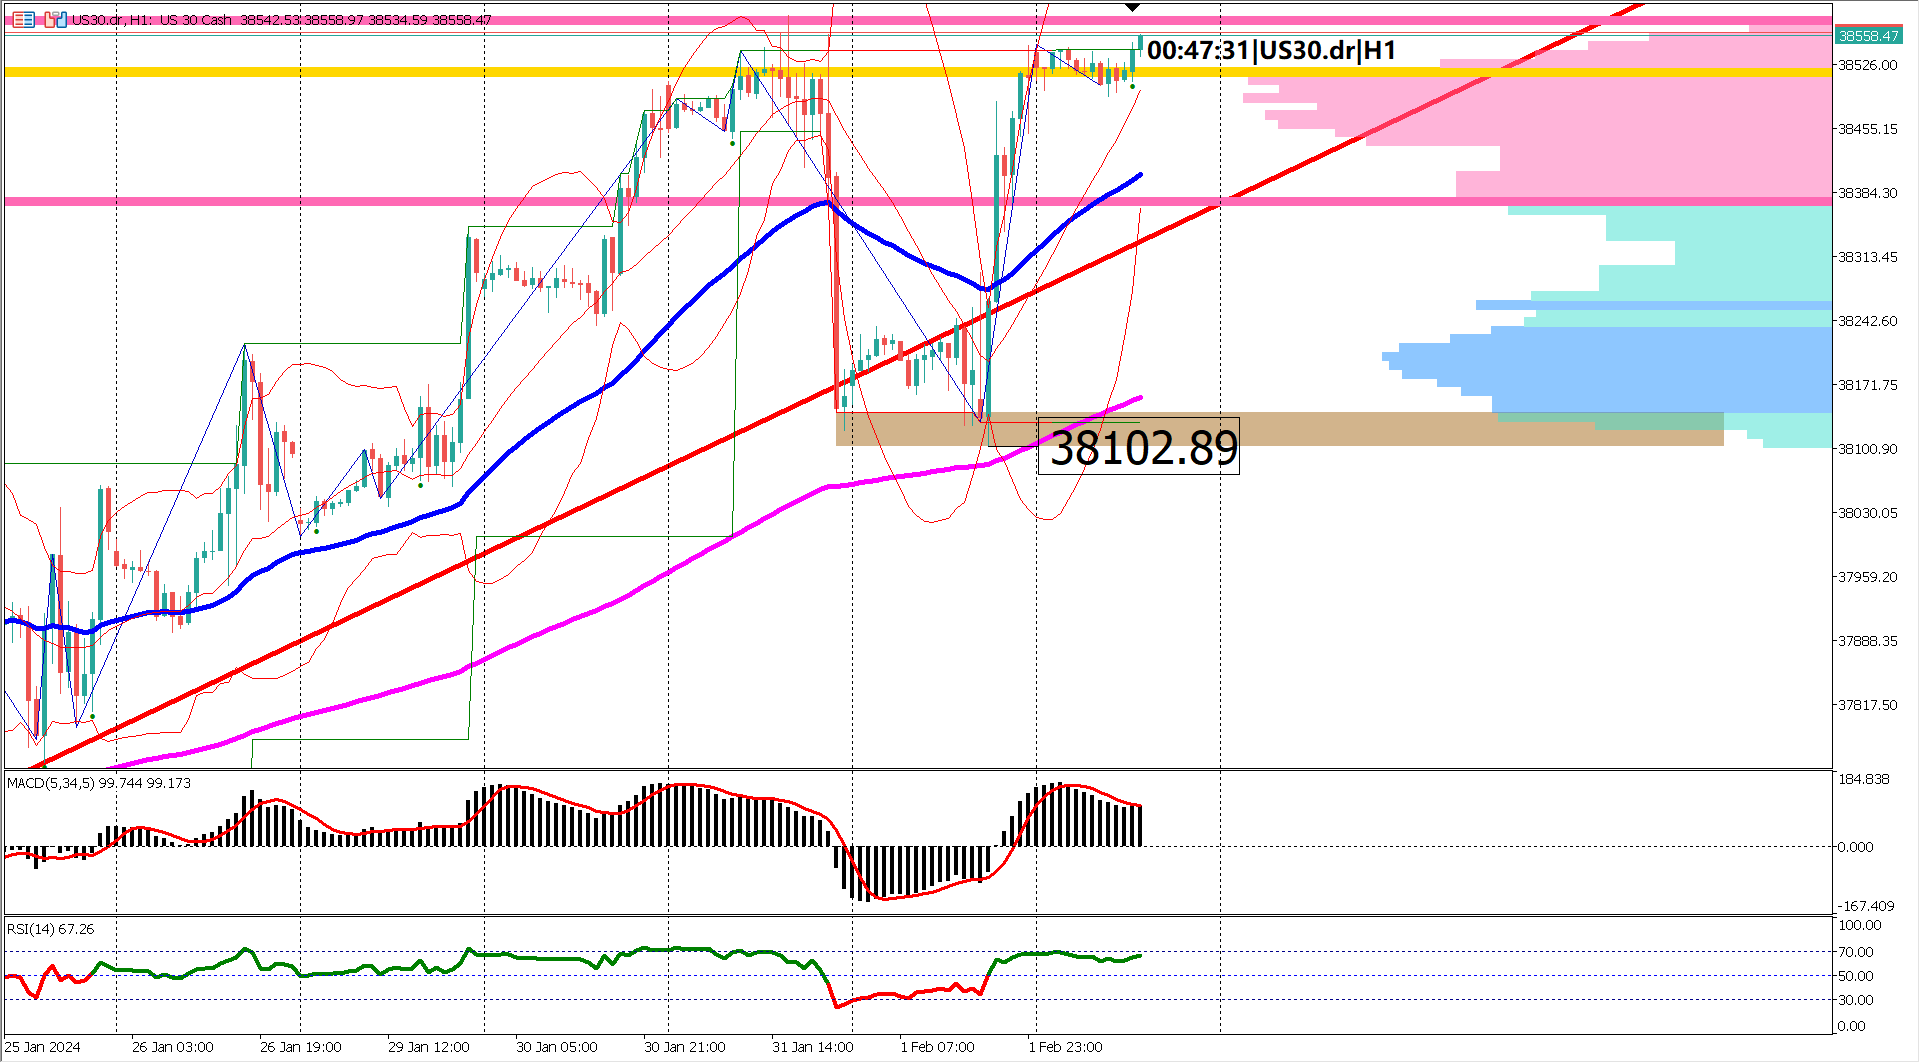 US30.dr, H1: US 30 Cash 38542.53 38558.97 38534.59 38558.47
00:47:31|US30.dr|H1
38558.47
38526.00
38455.15
38384.30
38313.45
38242.60
38171.75
38102.89
38100.90
38030.05
37959.20
37888.35
37817.50
MACD(5,34,5) 99.744 99.173
184.838
0.000
-167.409
RSI(14) 67.26
100.00
70.00
50.00
30.00
0.00
25 Jan 2024
26 Jan 03:00
26 Jan 19:00
29 Jan 12:00
30 Jan 05:00
30 Jan 21:00
31 Jan 14:00
1 Feb 07:00
1 Feb 23:00